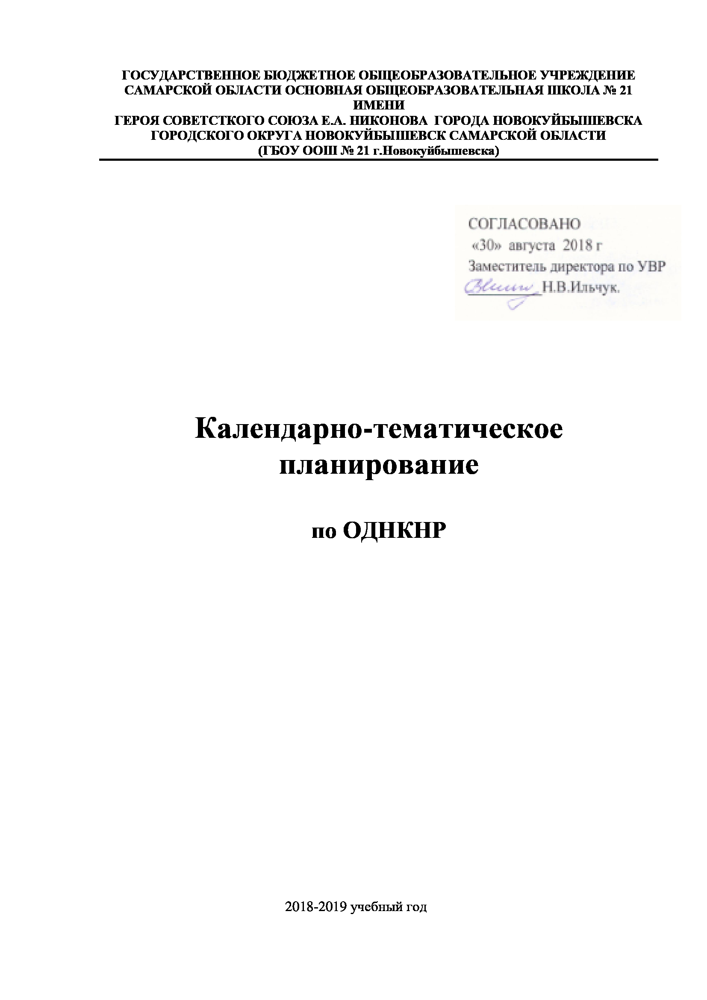 ГОСУДАРСТВЕННОЕ БЮДЖЕТНОЕ ОБЩЕОБРАЗОВАТЕЛЬНОЕ УЧРЕЖДЕНИЕ
САМАРСКОЙ ОБЛАСТИ ОСНОВНАЯ ОБЩЕОБРАЗОВАТЕЛЬНАЯ ШКОЛА № 21
ИМЕНИ
ГЕРОЯ СОВЕТСТКОГО СОЮЗА Е.А. НИКОНОВА ГОРОДА НОВОКУЙБЫШЕВСКА
ГОРОДСКОГО ОКРУГА НОВОКУЙБЫШЕВСК САМАРСКОЙ ОБЛАСТИ
(ГБОУ ООШ № 21 г.Новокуйбышевска)
СОГЛАСОВАНО
«30» августа 2018 г
Заместитель директора по УВР
Н.В.Ильчук.
Календарно-тематическое
планирование
по ОДНКНР
2018-2019 учебный год